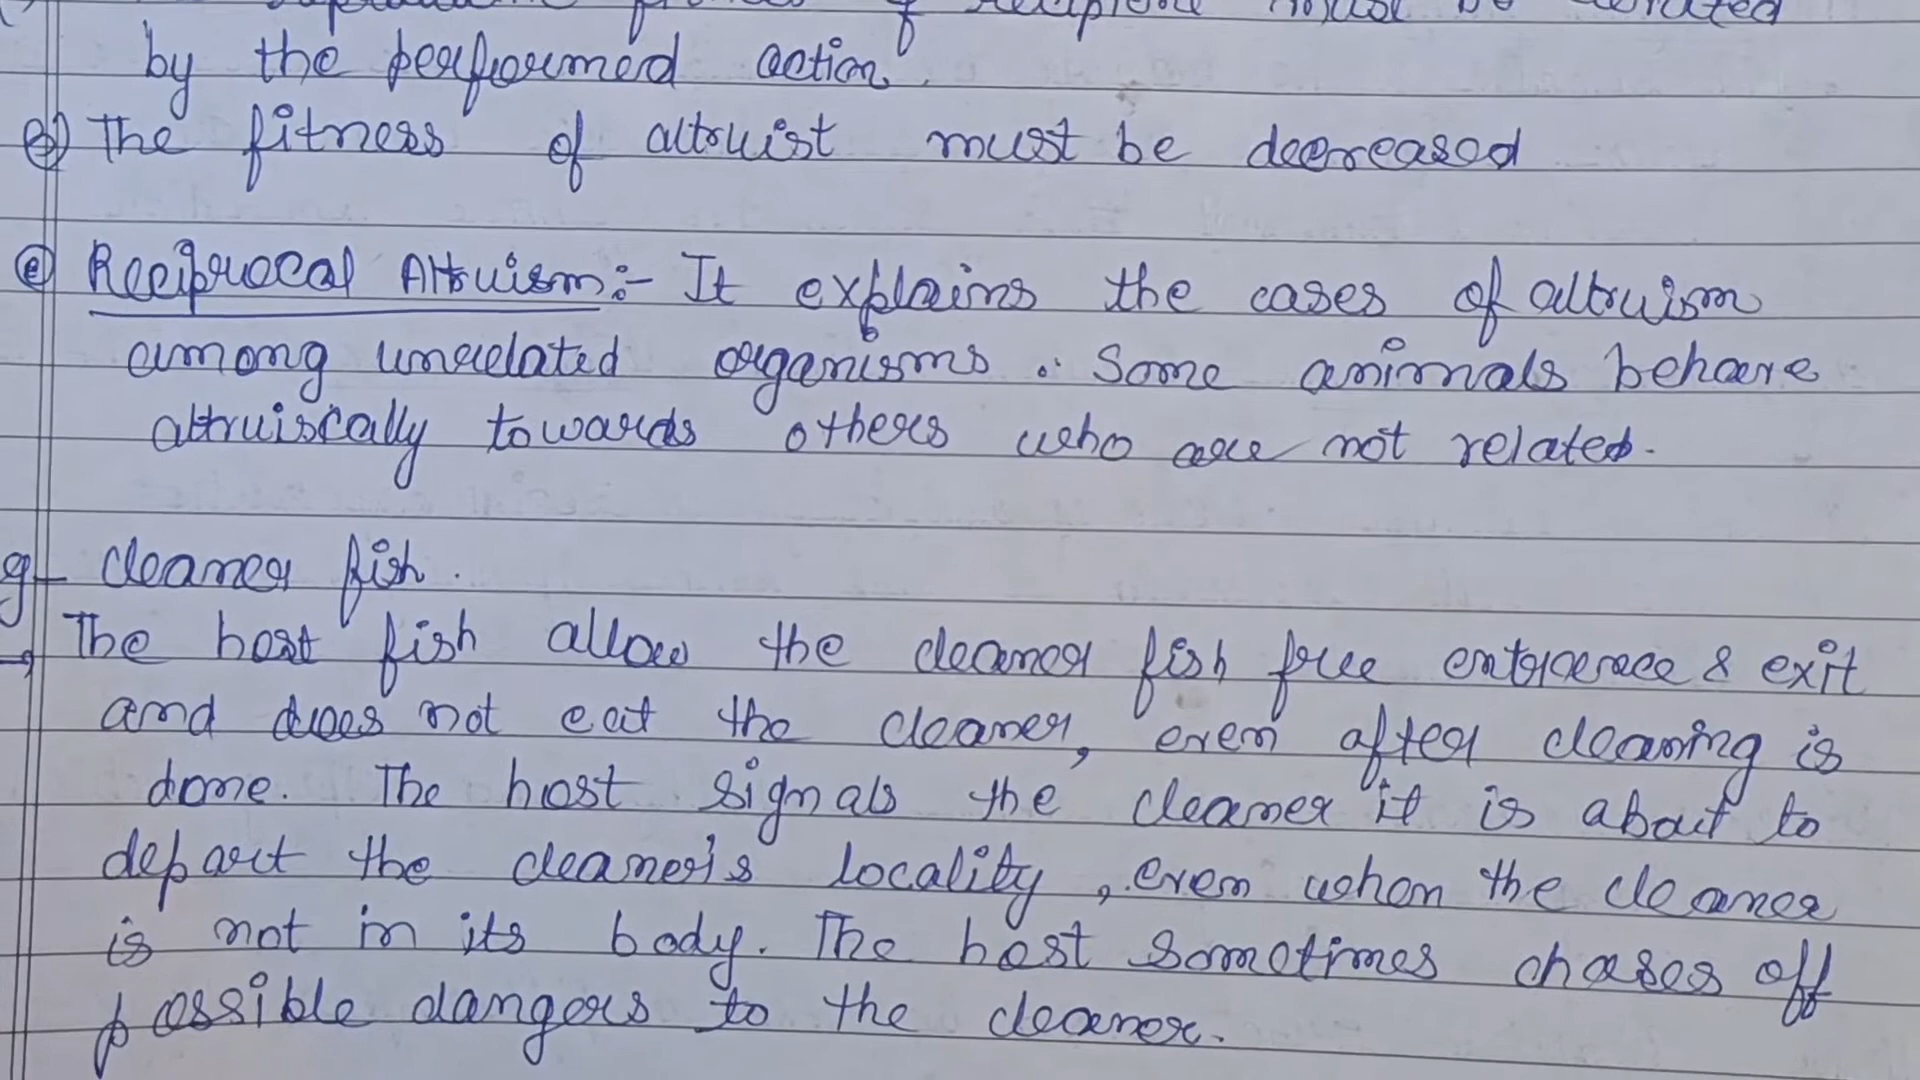 by the performed action.
③ The fitness of altruist must be decreased
ⓔ Reciprocal Altruism:- It explains the cases of altruism
among unrelated organisms. Some animals behave
altruiscally towards others who are not related.
eg- cleaner fish.
→ The host fish allow the cleaner fish free entrance & exit
and does not eat the cleaner, even after cleaning is
done. The host signals the cleaner it is about to
depart the cleaner's locality, even when the cleaner
is not in its body. The host sometimes chases off
possible dangers to the cleaner.